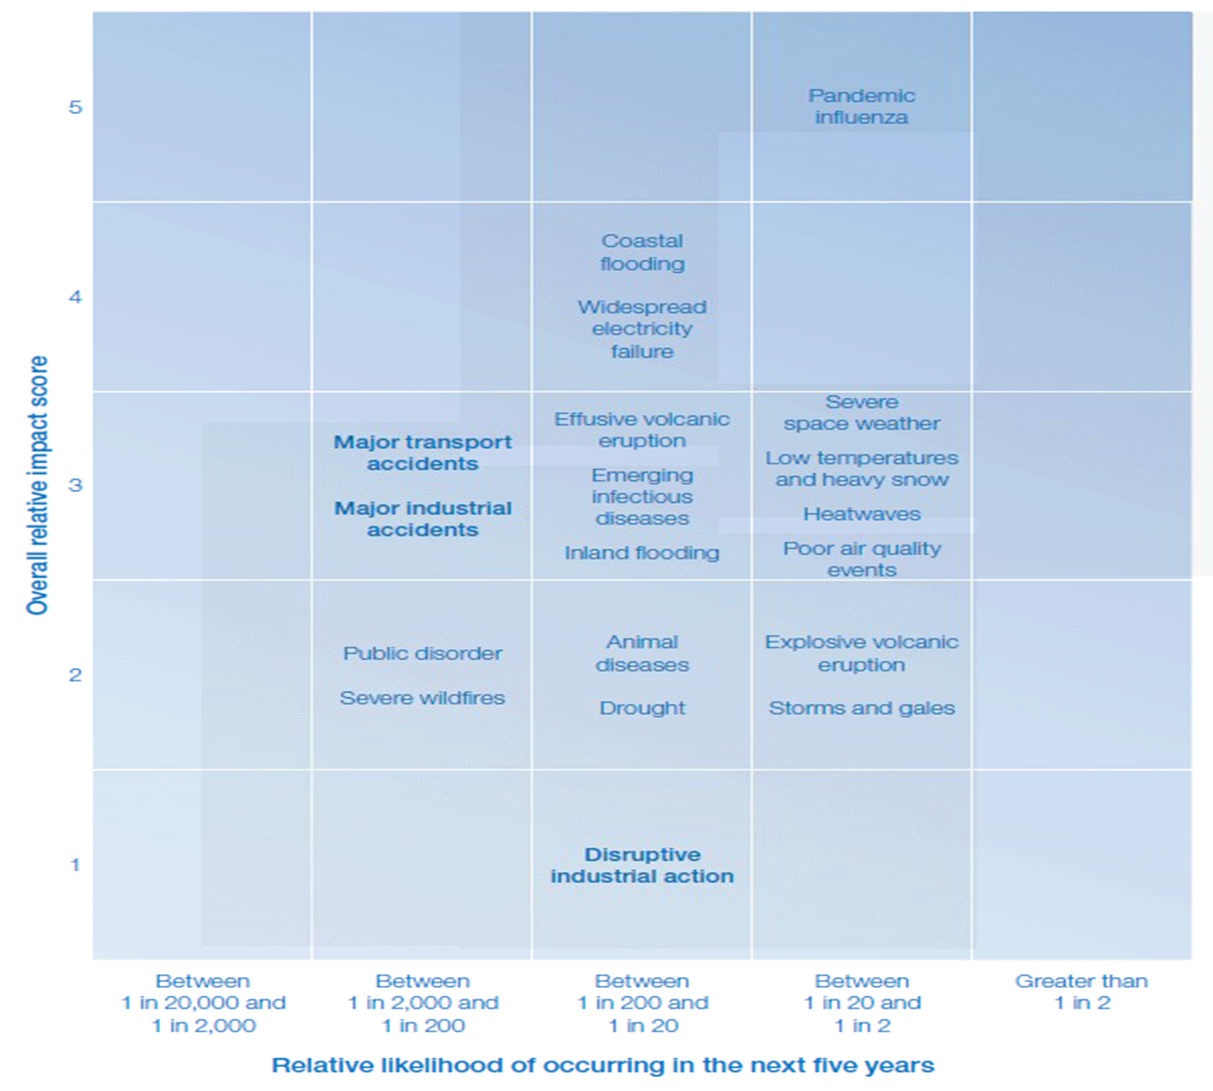 Overall relative impact score
5
Pandemic
influenza
4
Coastal
flooding
Widespread
electricity
failure
3
Major transport
accidents
Major industrial
accidents
Effusive volcanic
eruption
Emerging
infectious
diseases
Inland flooding
Severe
space weather
Low temperatures
and heavy snow
Heatwaves
Poor air quality
events
2
Public disorder
Severe wildfires
Animal
diseases
Drought
Explosive volcanic
eruption
Storms and gales
1
Disruptive
industrial action
Between
1 in 20,000 and
1 in 2,000
Between
1 in 2,000 and
1 in 200
Between
1 in 200 and
1 in 20
Between
1 in 20 and
1 in 2
Greater than
1 in 2
Relative likelihood of occurring in the next five years